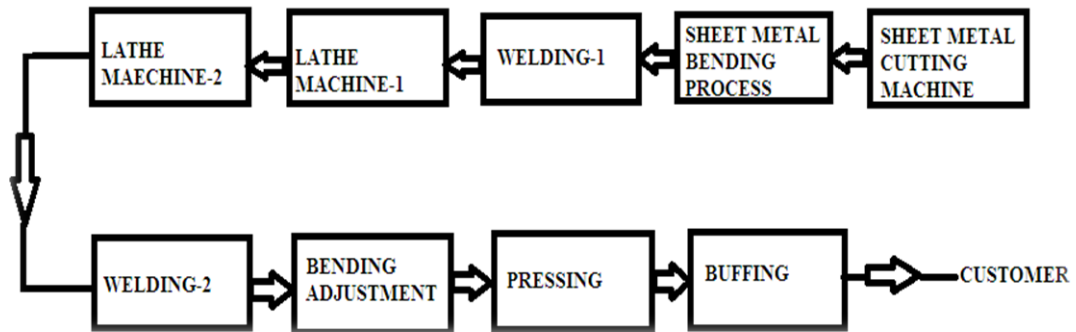 LATHE
MAECHINE-2
LATHE
MACHINE-1
WELDING-1
SHEET METAL
BENDING
PROCESS
SHEET METAL
CUTTING
MACHINE
WELDING-2
BENDING
ADJUSTMENT
PRESSING
BUFFING
CUSTOMER